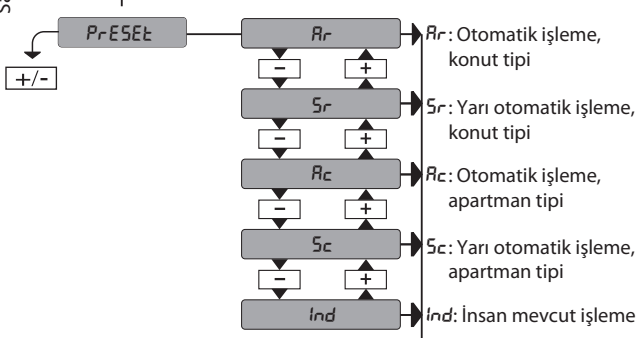 PrESEt
+/-
Ar
Ar: Otomatik işleme,
konut tipi
- +
Sr
Sr: Yarı otomatik işleme,
konut tipi
- +
Ac
Ac: Otomatik işleme,
apartman tipi
- +
Sc
Sc: Yarı otomatik işleme,
apartman tipi
- +
Ind
Ind: İnsan mevcut işleme